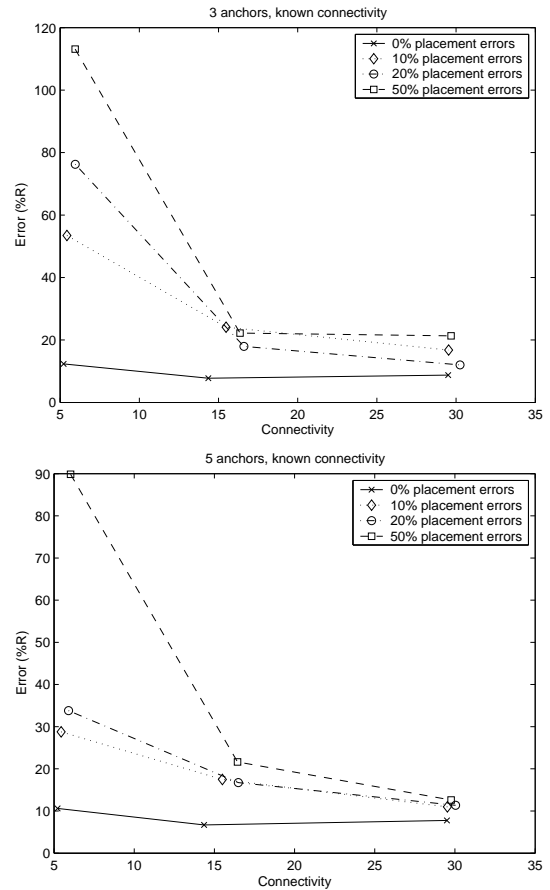 3 anchors, known connectivity
120
100
80
60
40
20
0
Error (%R)
0% placement errors
10% placement errors
20% placement errors
50% placement errors
5 10 15 20 25 30 35
Connectivity
5 anchors, known connectivity
90
80
70
60
50
40
30
20
10
0
Error (%R)
0% placement errors
10% placement errors
20% placement errors
50% placement errors
5 10 15 20 25 30 35
Connectivity